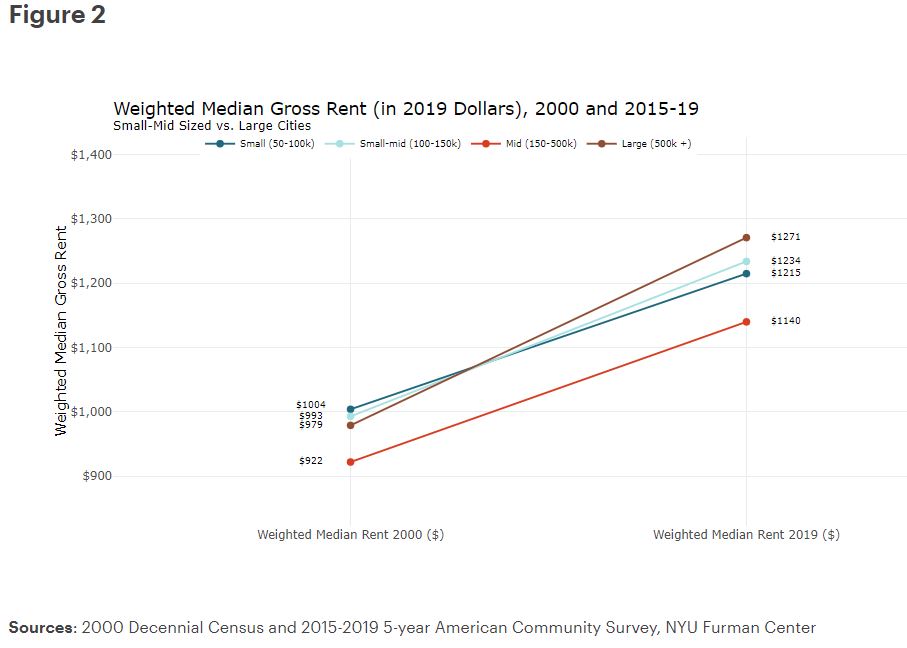 Figure 2
Weighted Median Gross Rent (in 2019 Dollars), 2000 and 2015-19
Small-Mid Sized vs. Large Cities
Small (50-100k) Small-mid (100-150k) Mid (150-500k) Large (500k +)
$1,400
$1,300
$1,200
$1,100
$1,000
$900
Weighted Median Gross Rent
$1004
$993
$979
$922
$1271
$1234
$1215
$1140
Weighted Median Rent 2000 ($) Weighted Median Rent 2019 ($)
Sources: 2000 Decennial Census and 2015-2019 5-year American Community Survey, NYU Furman Center